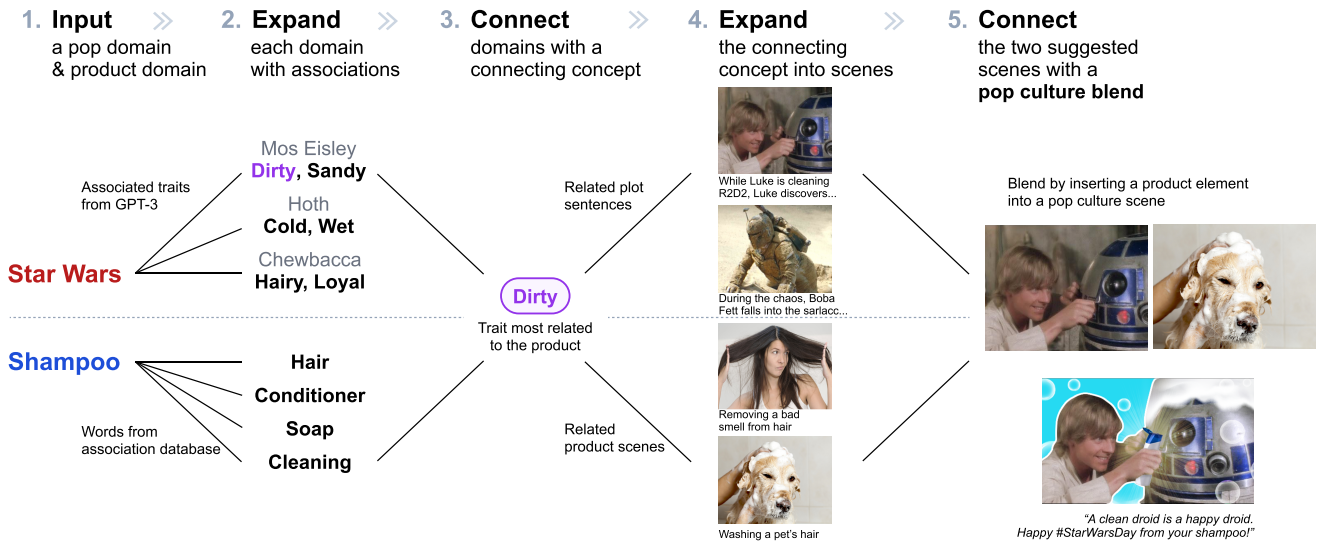 1. Input
a pop domain
& product domain
2. Expand
each domain
with associations
3. Connect
domains with a
connecting concept
4. Expand
the connecting
concept into scenes
5. Connect
the two suggested
scenes with a
pop culture blend
Associated traits
from GPT-3
Star Wars
Mos Eisley
Dirty, Sandy
Hoth
Cold, Wet
Chewbacca
Hairy, Loyal
Shampoo
Words from
association database
Hair
Conditioner
Soap
Cleaning
Dirty
Trait most related
to the product
Related plot
sentences
Related
product scenes
While Luke is cleaning
R2D2, Luke discovers...
During the chaos, Boba
Fett falls into the sarlacc...
Removing a bad
smell from hair
Washing a pet's hair
Blend by inserting a product element
into a pop culture scene
“A clean droid is a happy droid.
Happy #StarWarsDay from your shampoo!”